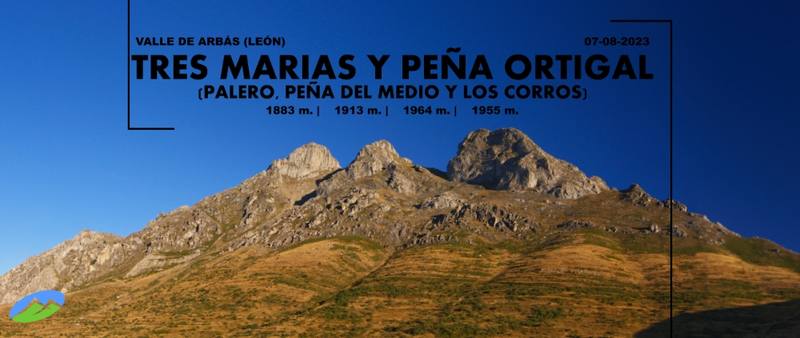 VALLE DE ARBÁS (LEÓN) 07-08-2023
TRES MARIAS Y PEÑA ORTIGAL
(PALERO, PEÑA DEL MEDIO Y LOS CORROS)
1883 m. | 1913 m. | 1964 m. | 1955 m.